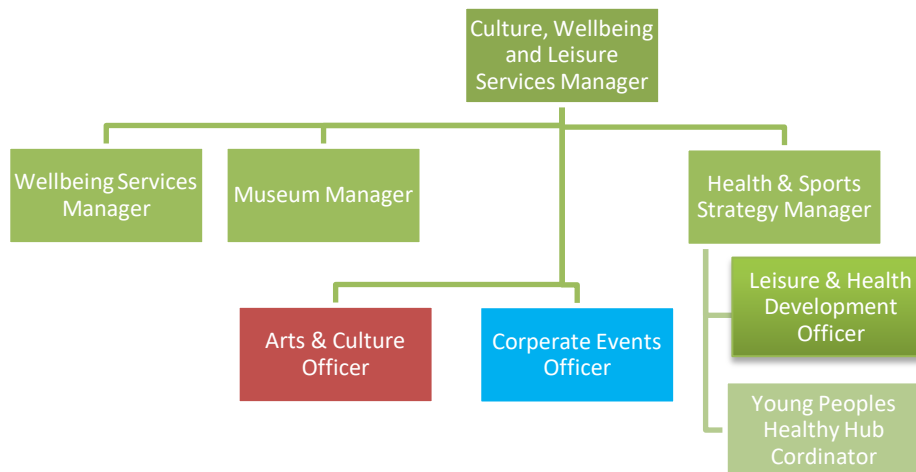 Culture, Wellbeing
and Leisure
Services Manager
Wellbeing Services
Manager
Museum Manager
Health & Sports
Strategy Manager
Arts & Culture
Officer
Corperate Events
Officer
Leisure & Health
Development
Officer
Young Peoples
Healthy Hub
Cordinator